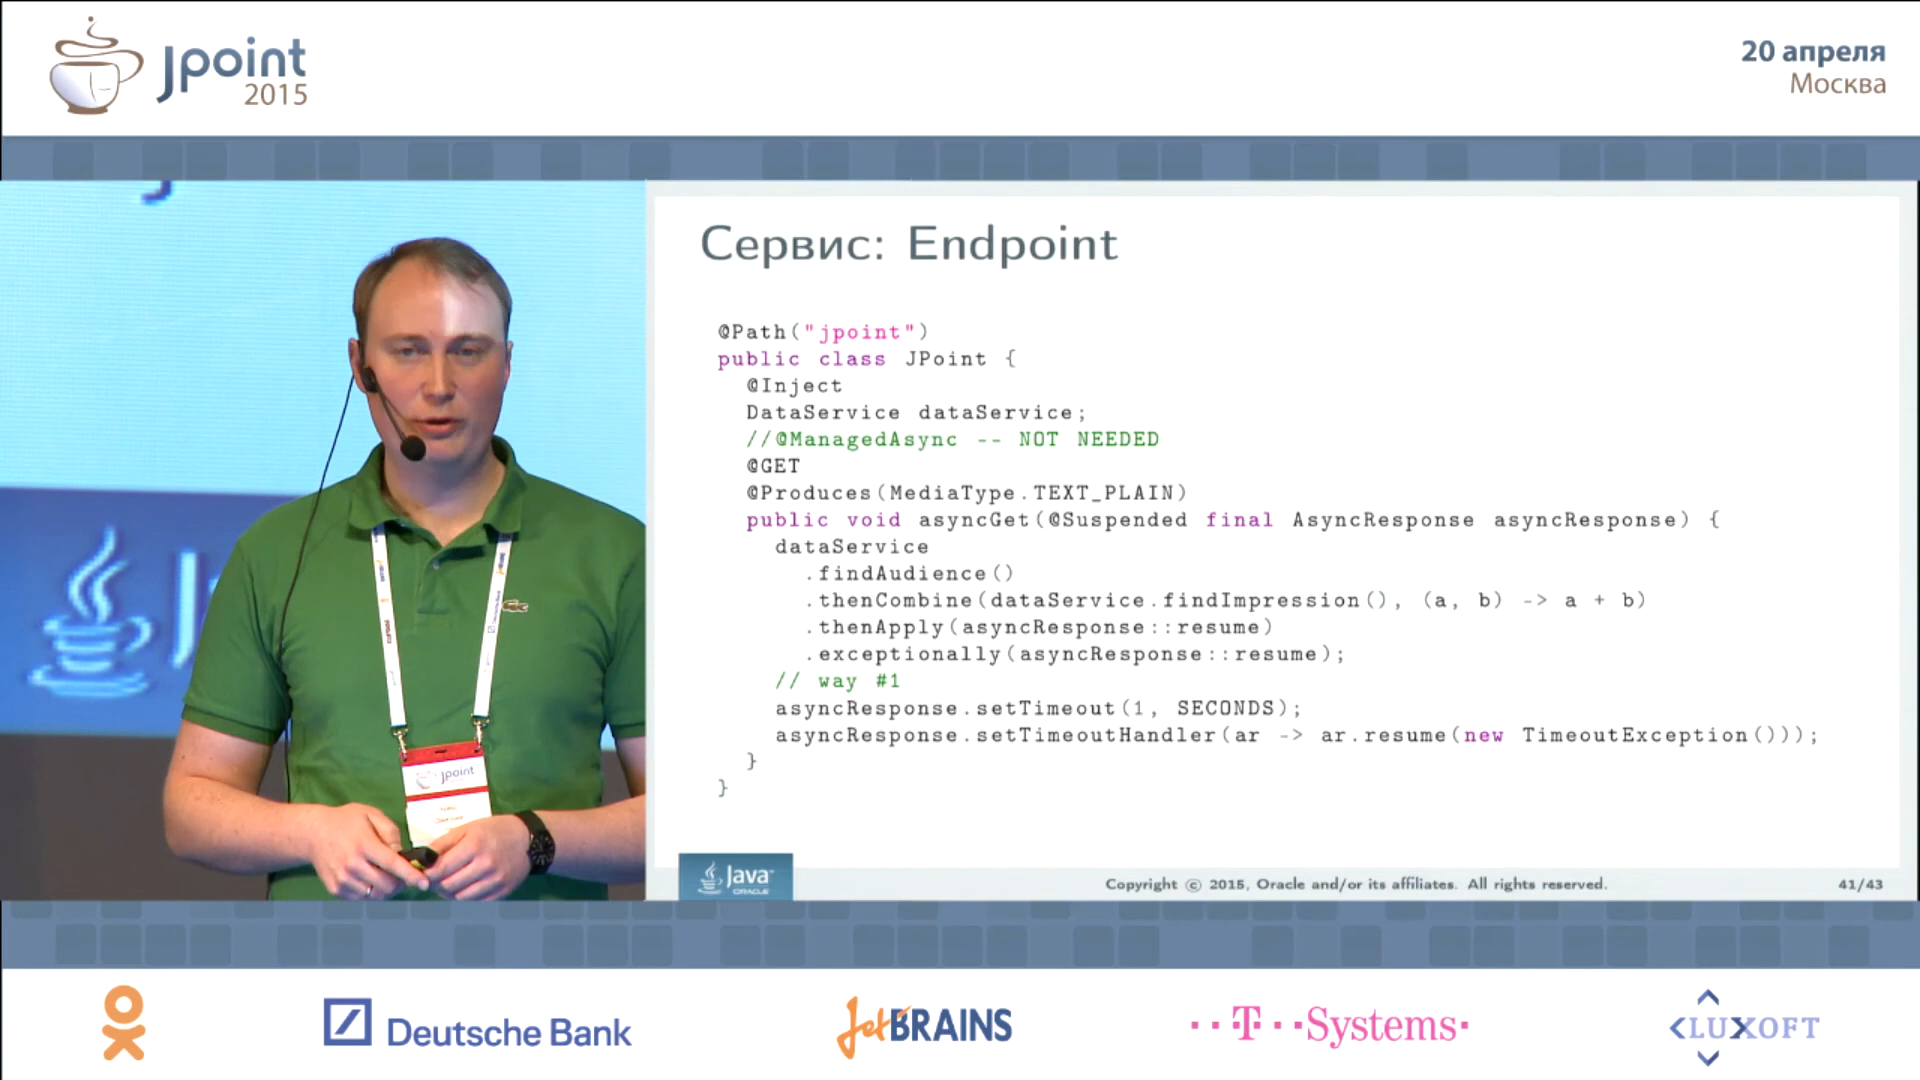 Jpoint
2015
20 апреля
Москва
Сервис: Endpoint
@Path("jpoint")
public class JPoint {
@Inject
DataService dataService;
//@ManagedAsync -- NOT NEEDED
@GET
@Produces(MediaType.TEXT_PLAIN)
public void asyncGet(@Suspended final AsyncResponse asyncResponse) {
dataService
.findAudience()
.thenCombine(dataService.findImpression(), (a, b) -> a + b)
.thenApply(asyncResponse::resume)
.exceptionally(asyncResponse::resume);
// way #1
asyncResponse.setTimeout(1, SECONDS);
asyncResponse.setTimeoutHandler(ar -> ar.resume(new TimeoutException()));
}
}
jpoint
Java
ORACLE
Copyright © 2015, Oracle and/or its affiliates. All rights reserved.
41/43
Deutsche Bank
JetBRAINS
T Systems
LUXOFT